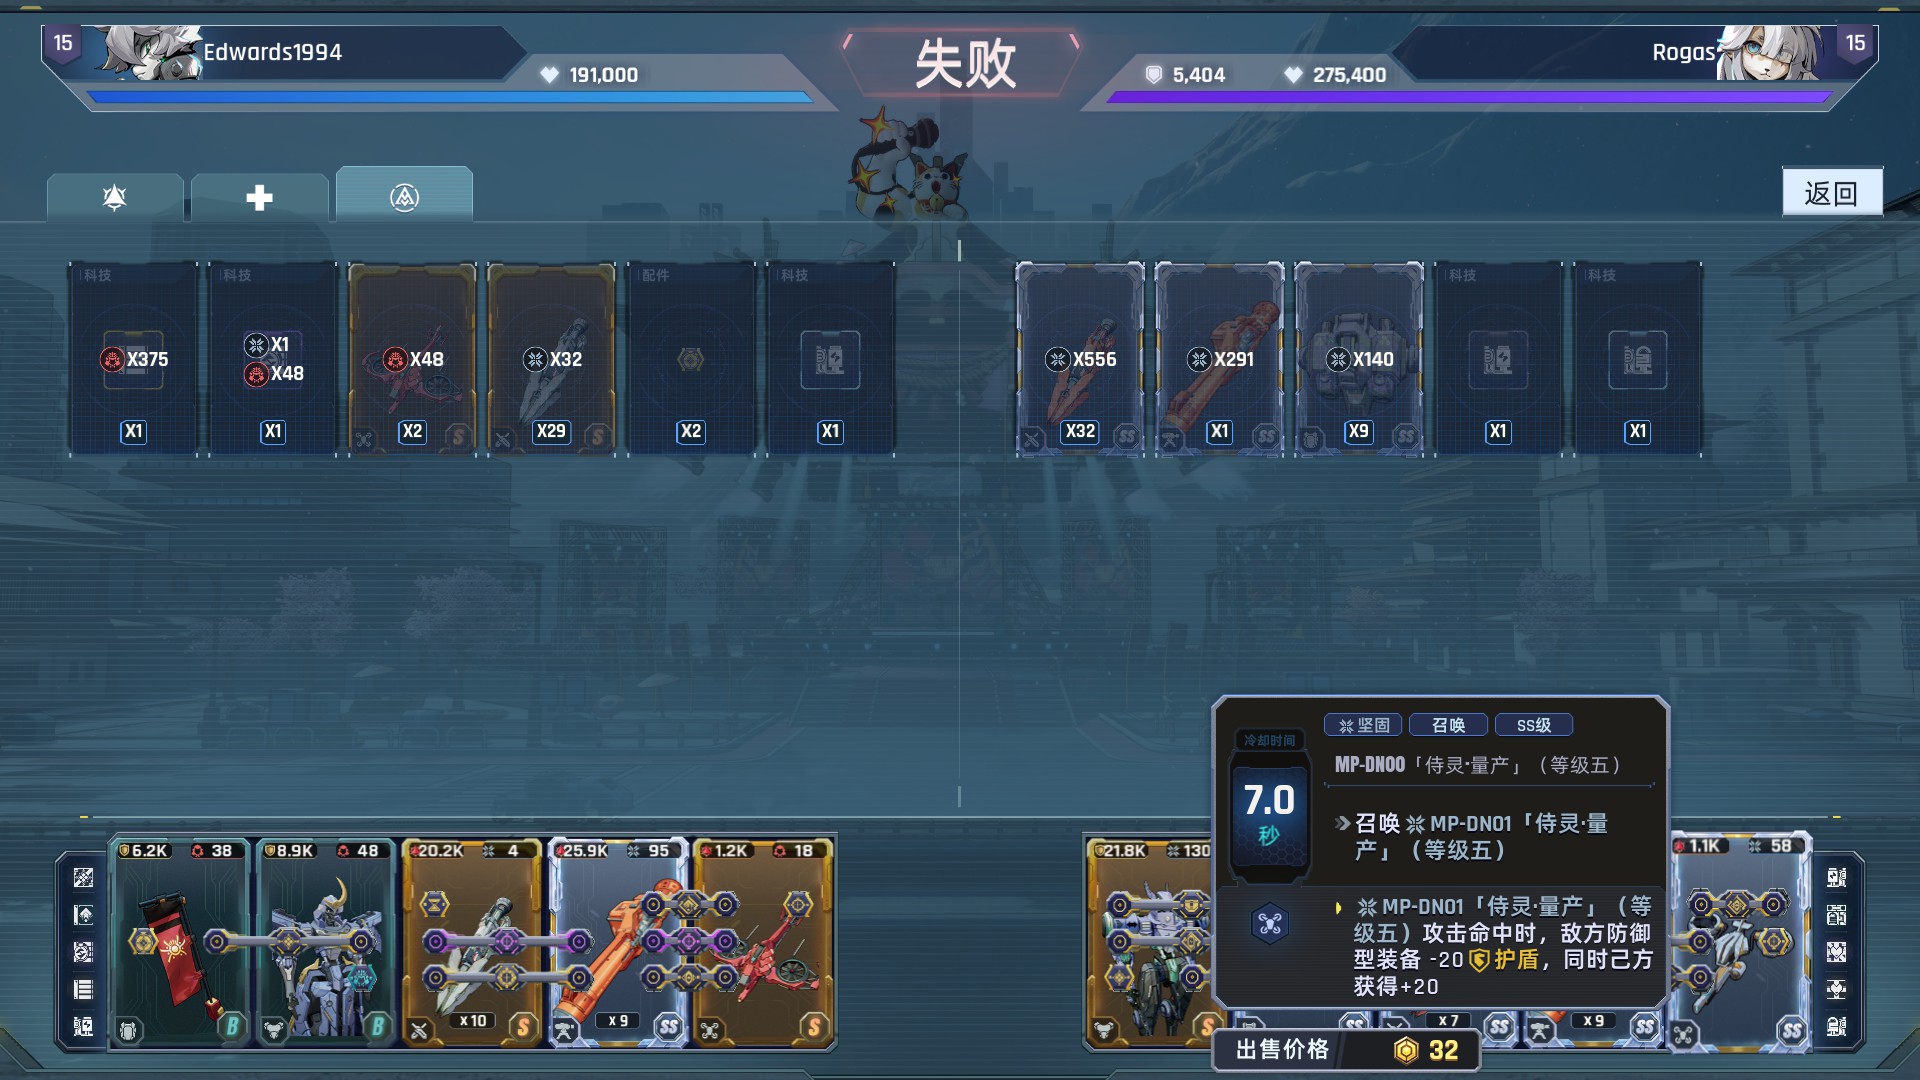 15
Edwards1994
191,000
失败
5,404
275,400
Rogas
15
返回
科技
科技
配件
科技
科技
科技
X375
X1
X48
X48
X32
X556
X291
X140
X1
X1
X2
X29
X2
X1
X32
X1
X9
X1
X1
坚固
召唤
SS级
冷却时间
7.0
秒
MP-DN00「侍灵·量产」（等级五）
召唤 MP-DN01「侍灵·量
产」（等级五）
MP-DN01「侍灵·量产」（等
级五）攻击命中时，敌方防御
型装备 -20 护盾，同时己方
获得+20
出售价格
32
6.2K
38
8.9K
48
20.2K
4
25.9K
95
1.2K
18
21.8K
130
1.1K
58
B
B
x10
S
x9
SS
S
S
SS
x7
SS
x9
SS
SS